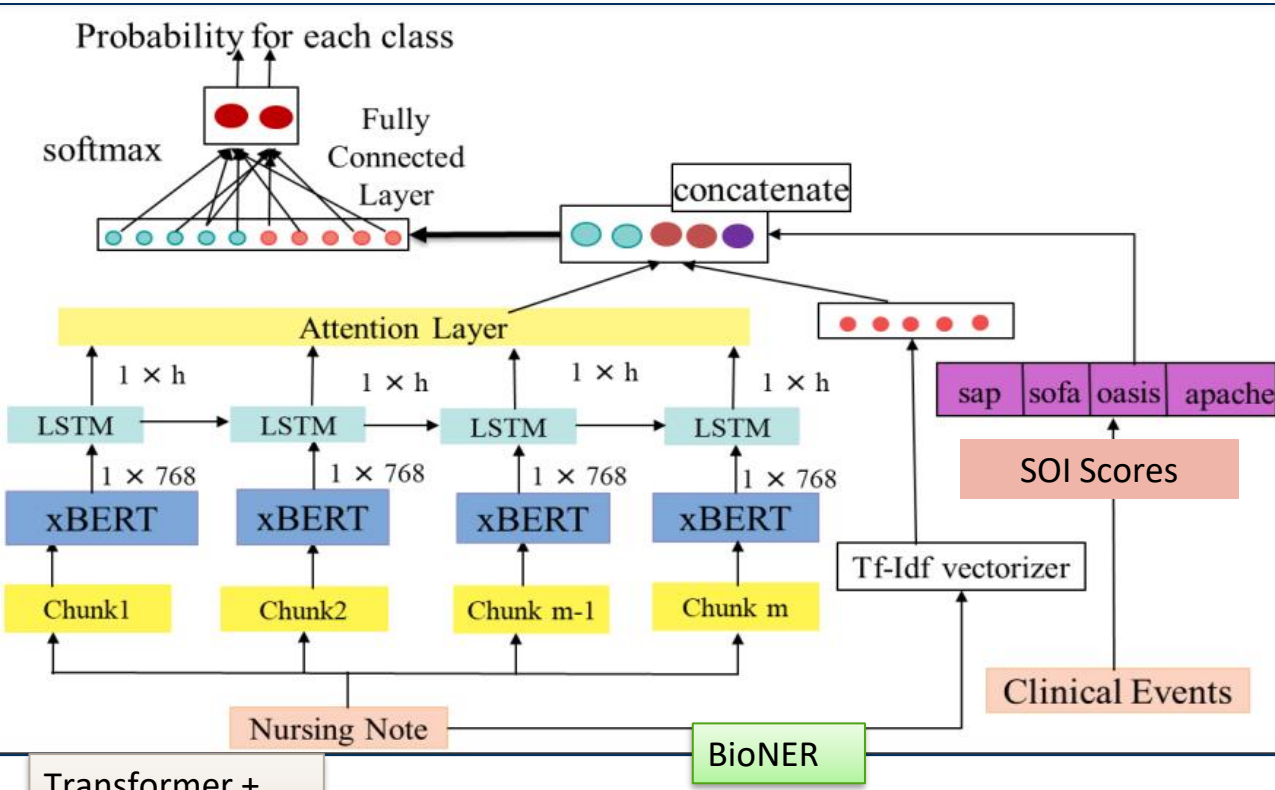 Probability for each class
softmax
Fully
Connected
Layer
concatenate
Attention Layer
1 × h
1 × h
1 × h
1 × h
LSTM
LSTM
LSTM
LSTM
1 × 768
1 × 768
1 × 768
1 × 768
xBERT
xBERT
xBERT
xBERT
Chunk1
Chunk2
Chunk m-1
Chunk m
Nursing Note
sap
sofa
oasis
apache
SOI Scores
Tf-Idf vectorizer
Clinical Events
BioNER
Transformer +